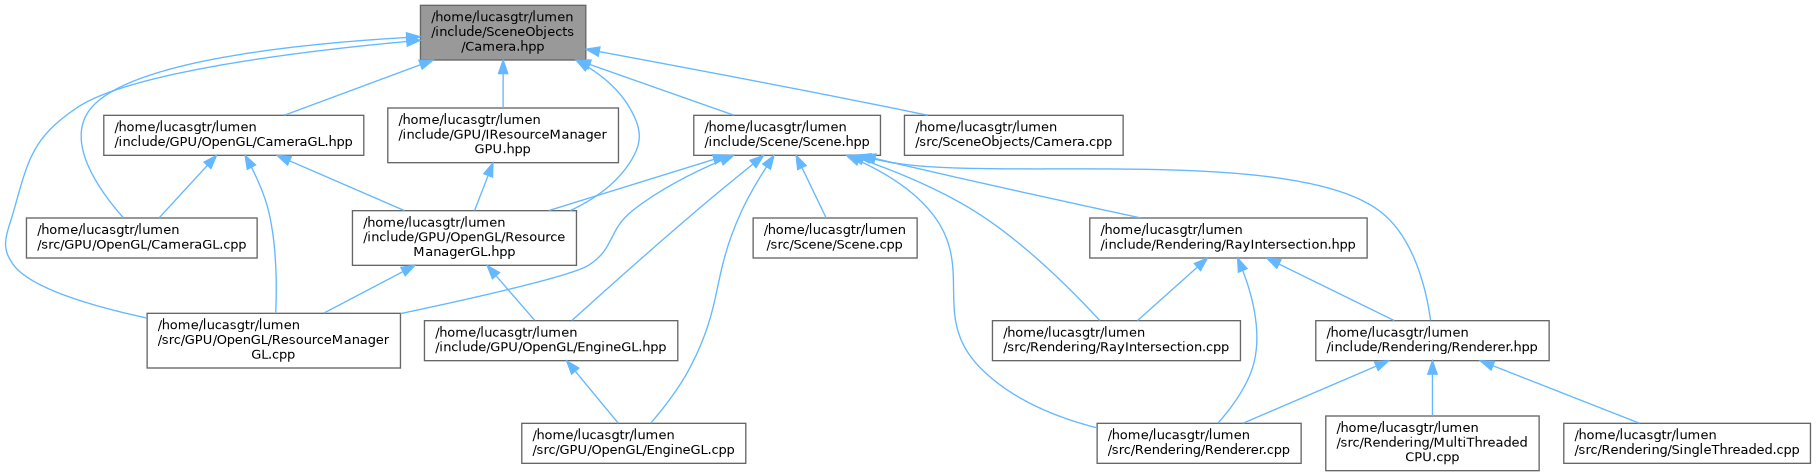 /home/lucasgtr/lumen
/include/SceneObjects
/Camera.hpp
/home/lucasgtr/lumen
/include/GPU/OpenGL/CameraGL.hpp
/home/lucasgtr/lumen
/include/GPU/IResourceManager
GPU.hpp
/home/lucasgtr/lumen
/include/Scene/Scene.hpp
/home/lucasgtr/lumen
/src/SceneObjects/Camera.cpp
/home/lucasgtr/lumen
/src/GPU/OpenGL/CameraGL.cpp
/home/lucasgtr/lumen
/include/GPU/OpenGL/Resource
ManagerGL.hpp
/home/lucasgtr/lumen
/src/Scene/Scene.cpp
/home/lucasgtr/lumen
/include/Rendering/RayIntersection.hpp
/home/lucasgtr/lumen
/src/GPU/OpenGL/ResourceManager
GL.cpp
/home/lucasgtr/lumen
/include/GPU/OpenGL/EngineGL.hpp
/home/lucasgtr/lumen
/src/Rendering/RayIntersection.cpp
/home/lucasgtr/lumen
/include/Rendering/Renderer.hpp
/home/lucasgtr/lumen
/src/GPU/OpenGL/EngineGL.cpp
/home/lucasgtr/lumen
/src/Rendering/Renderer.cpp
/home/lucasgtr/lumen
/src/Rendering/MultiThreaded
CPU.cpp
/home/lucasgtr/lumen
/src/Rendering/SingleThreaded.cpp